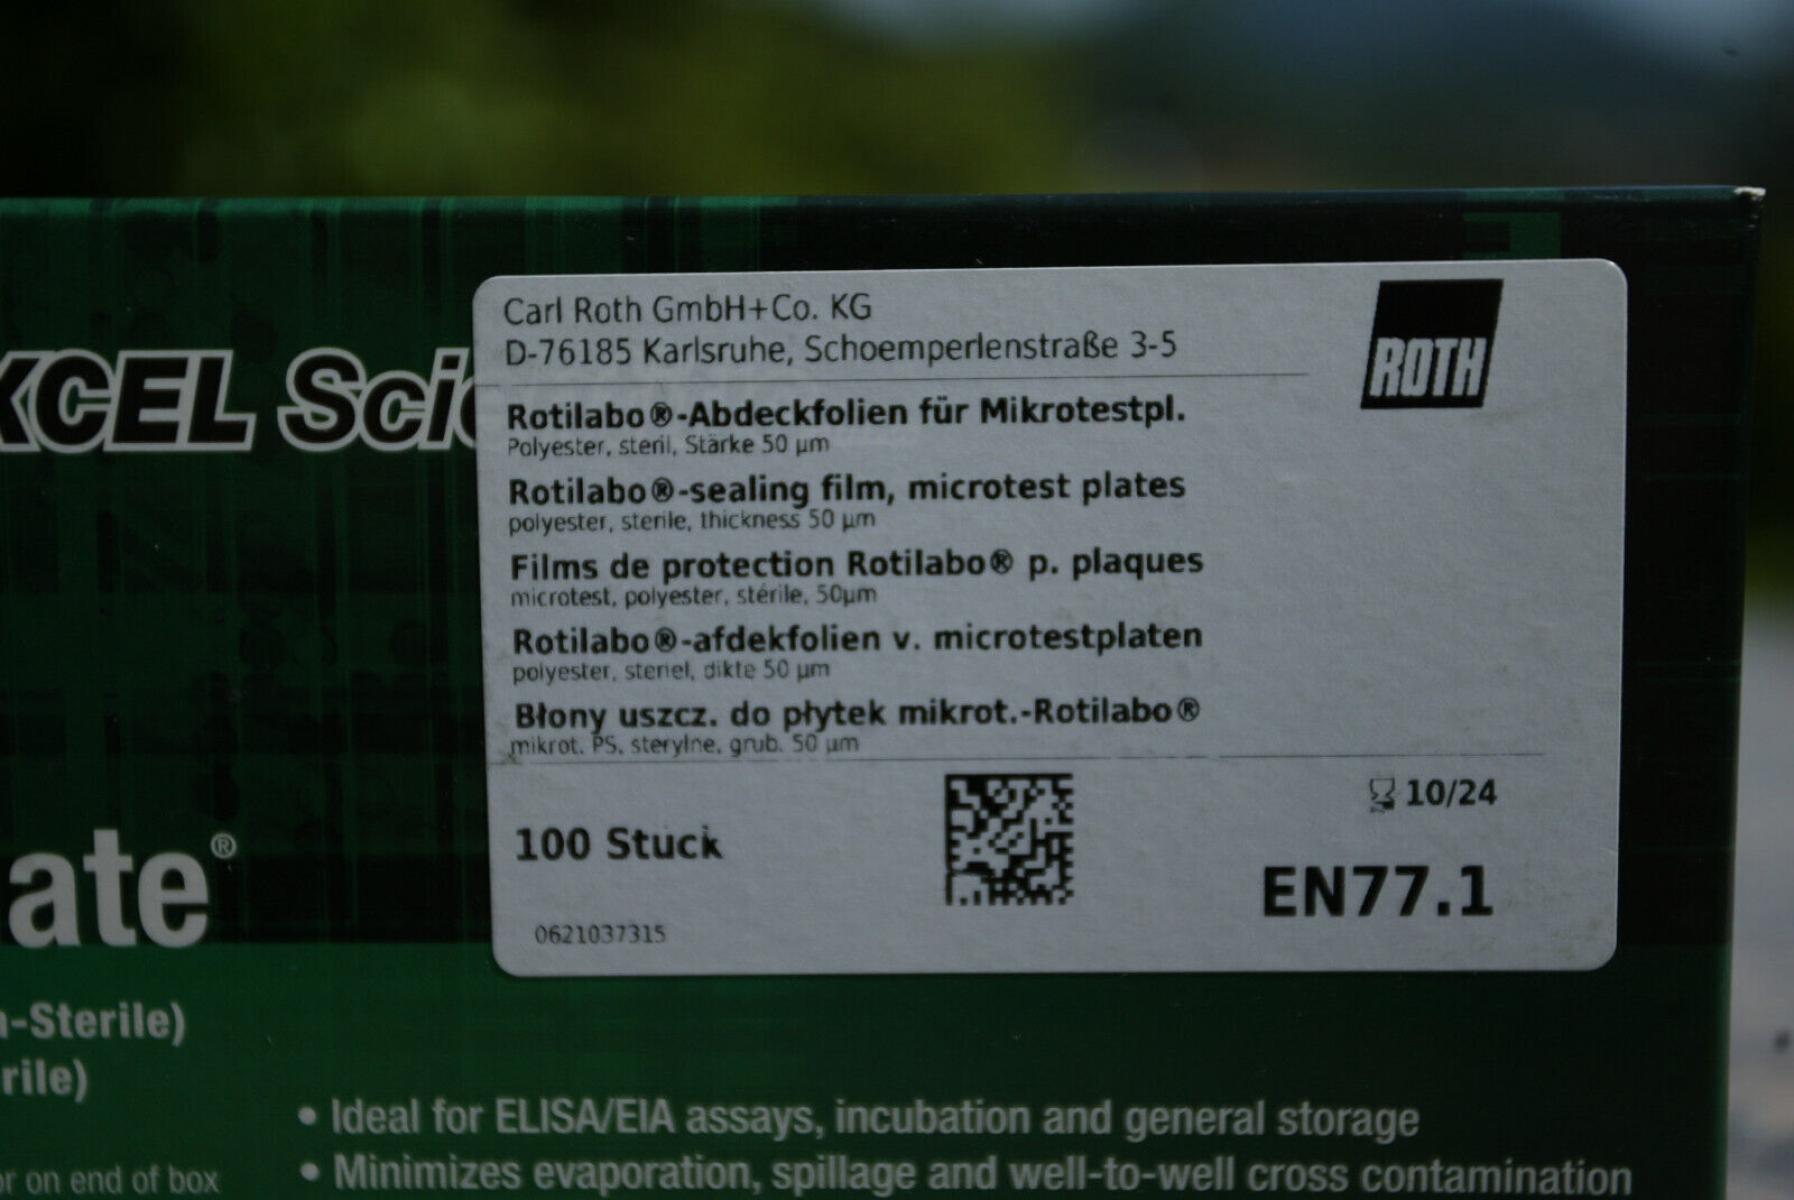 Carl Roth GmbH+Co. KG
D-76185 Karlsruhe, Schoemperlenstraße 3-5
ROTH
Rotilabo®-Abdeckfolien für Mikrotestpl.
Polyester, steril, Stärke 50 µm
Rotilabo®-sealing film, microtest plates
polyester, sterile, thickness 50 µm
Films de protection Rotilabo® p. plaques
microtest, polyester, stérile, 50µm
Rotilabo®-afdekfolien v. microtestplaten
polyester, steriel, dikte 50 µm
Błony uszcz. do płytek mikrot.-Rotilabo®
mikrot. PS, sterylne, grub. 50 µm
10/24
100 Stuck
EN77.1
0621037315
XCEL Scie
ate®
n-Sterile)
rile)
• Ideal for ELISA/EIA assays, incubation and general storage
• Minimizes evaporation, spillage and well-to-well cross contamination
or on end of box